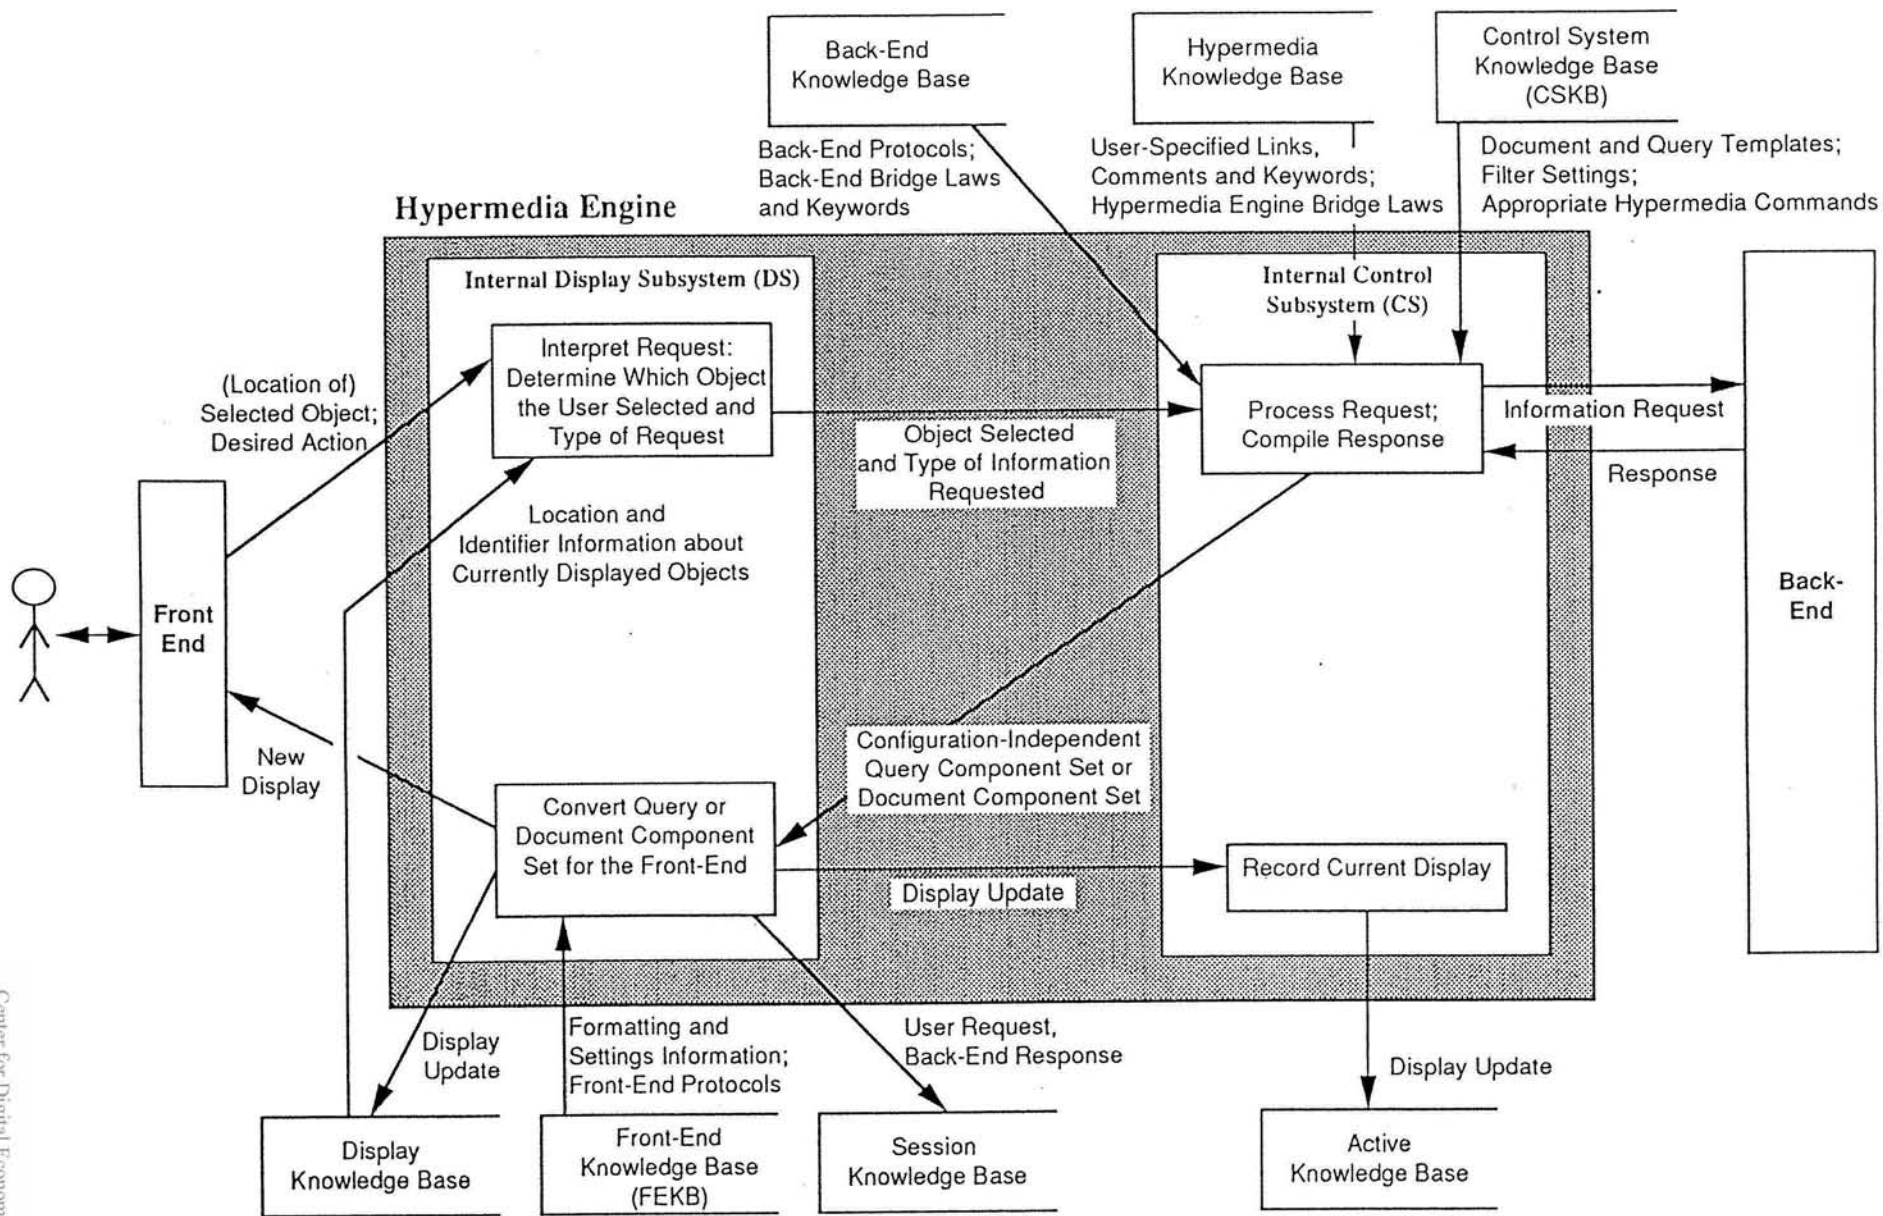 Back-End
Knowledge Base
Hypermedia
Knowledge Base
Control System
Knowledge Base
(CSKB)
Back-End Protocols;
Back-End Bridge Laws
and Keywords
User-Specified Links,
Comments and Keywords;
Hypermedia Engine Bridge Laws
Document and Query Templates;
Filter Settings;
Appropriate Hypermedia Commands
Hypermedia Engine
Internal Display Subsystem (DS)
Internal Control
Subsystem (CS)
(Location of)
Selected Object;
Desired Action
Interpret Request:
Determine Which Object
the User Selected and
Type of Request
Object Selected
and Type of Information
Requested
Process Request;
Compile Response
Information Request
Response
Location and
Identifier Information about
Currently Displayed Objects
Front
End
Back-
End
New
Display
Configuration-Independent
Query Component Set or
Document Component Set
Convert Query or
Document Component
Set for the Front-End
Display Update
Record Current Display
Display
Update
Formatting and
Settings Information;
Front-End Protocols
User Request,
Back-End Response
Display Update
Display
Knowledge Base
Front-End
Knowledge Base
(FEKB)
Session
Knowledge Base
Active
Knowledge Base
Center for Digital Econom